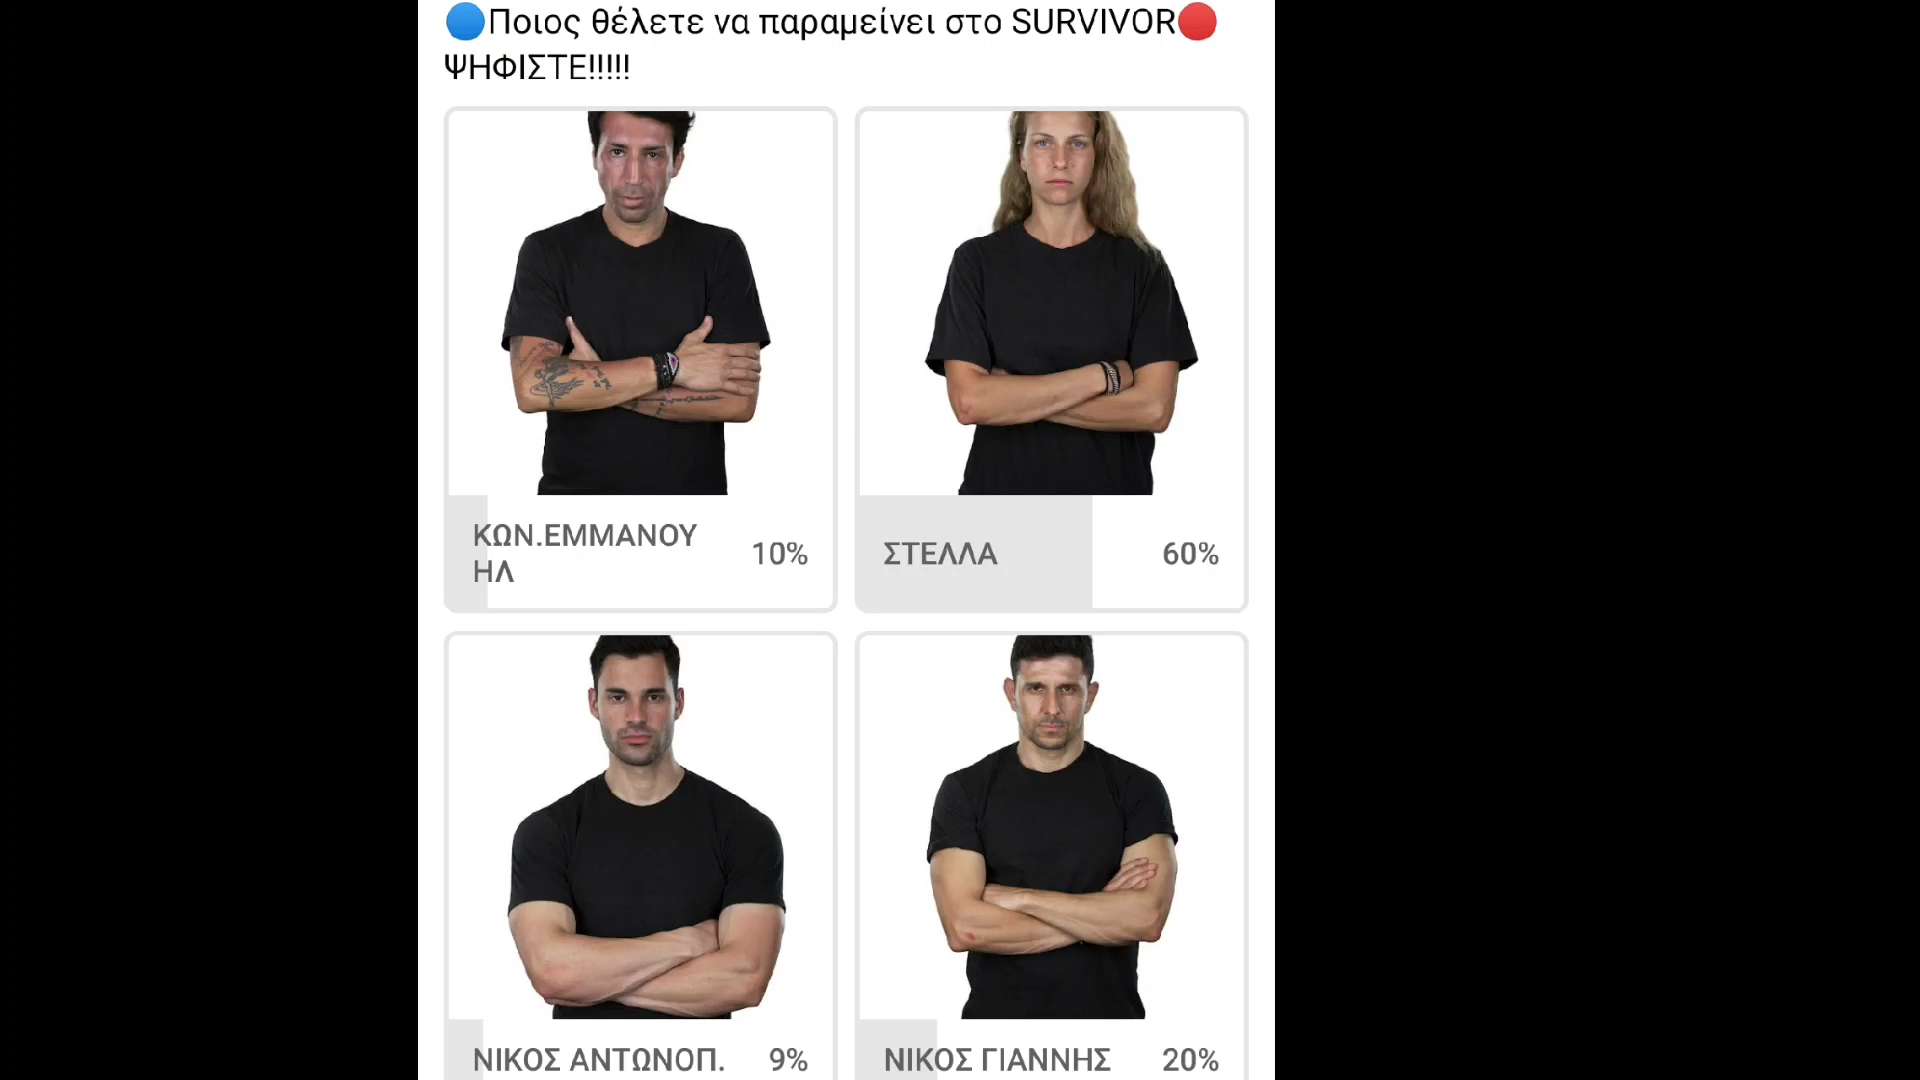 🔵Ποιος θέλετε να παραμείνει στο SURVIVOR🔴
ΨΗΦΙΣΤΕ!!!!!
ΚΩΝ.ΕΜΜΑΝΟΥ
ΗΛ
10%
ΣΤΕΛΛΑ 60%
ΝΙΚΟΣ ΑΝΤΩΝΟΠ. 9%
ΝΙΚΟΣ ΓΙΑΝΝΗΣ 20%